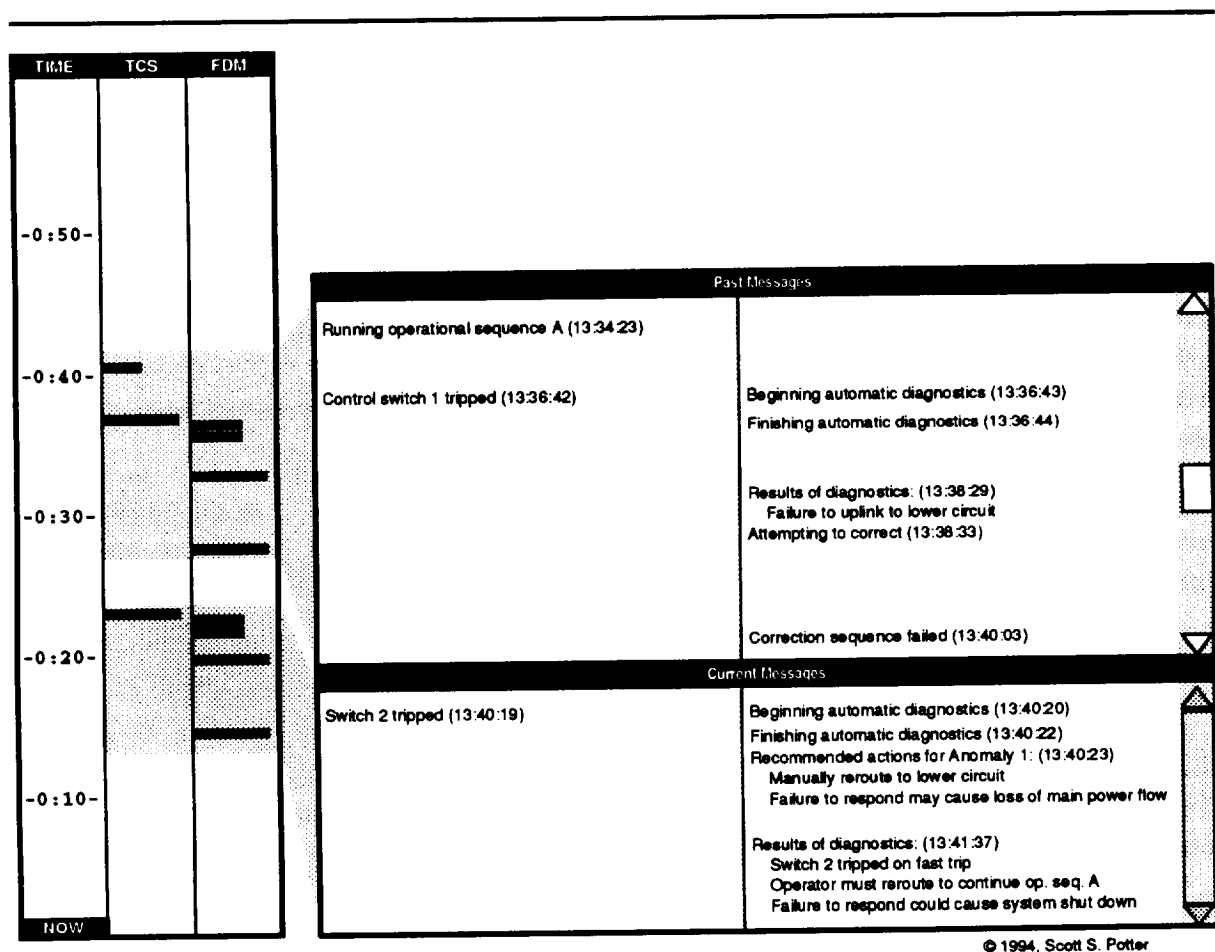 TIME TCS FDM
-0:50-
-0:40-
-0:30-
-0:20-
-0:10-
NOW
Past Messages
Running operational sequence A (13:34:23)
Control switch 1 tripped (13:36:42)
Beginning automatic diagnostics (13:36:43)
Finishing automatic diagnostics (13:36:44)
Results of diagnostics: (13:38:29)
Failure to uplink to lower circuit
Attempting to correct (13:38:33)
Correction sequence failed (13:40:03)
Current Messages
Switch 2 tripped (13:40:19)
Beginning automatic diagnostics (13:40:20)
Finishing automatic diagnostics (13:40:22)
Recommended actions for Anomaly 1: (13:40:23)
Manually reroute to lower circuit
Failure to respond may cause loss of main power flow
Results of diagnostics: (13:41:37)
Switch 2 tripped on fast trip
Operator must reroute to continue op. seq. A
Failure to respond could cause system shut down
© 1994, Scott S. Potter